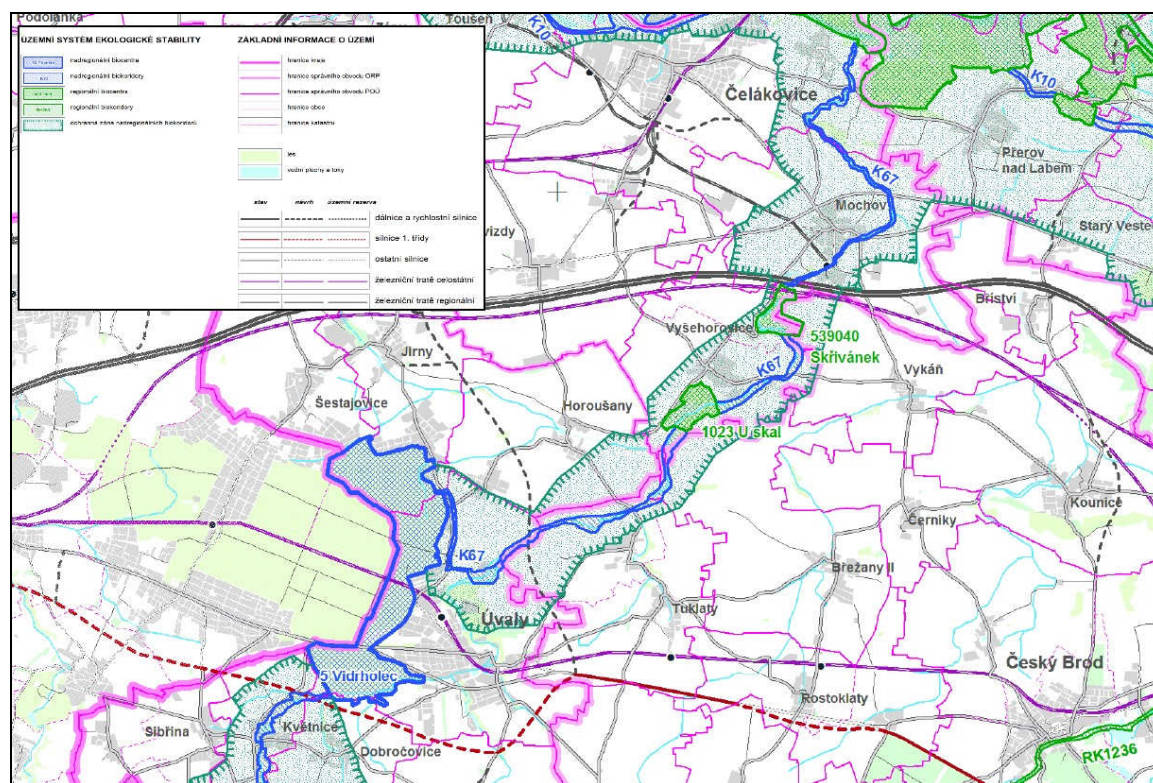 Podolánka
Toušeň
K10
ÚZEMNÍ SYSTÉM EKOLOGICKÉ STABILITY
nadregionální biocentra
nadregionální biokoridory
regionální biocentra
regionální biokoridory
ochranná zóna nadregionálních biokoridorů
ZÁKLADNÍ INFORMACE O ÚZEMÍ
hranice kraje
hranice správního obvodu ORP
hranice správního obvodu POÚ
hranice obce
hranice katastru
les
vodní plochy a toky
stav návrh územní rezerva
dálnice a rychlostní silnice
silnice 1. třídy
ostatní silnice
železniční tratě celostátní
železniční tratě regionální
Čelákovice
K10
Přerov
nad Labem
K67
Mochov
Starý Veste
vizdy
Bříství
Vyšehořovice
539040
Skřivánek
Jirny
K67
Vykáň
Šestajovice
Horoušany
1023 U skal
Kounice
Černíky
K67
Břežany II
Tuklaty
Úvaly
Český Brod
5 Vidrholec
Rostoklaty
Květnice
Sibřina
Dobročovice
RK1236